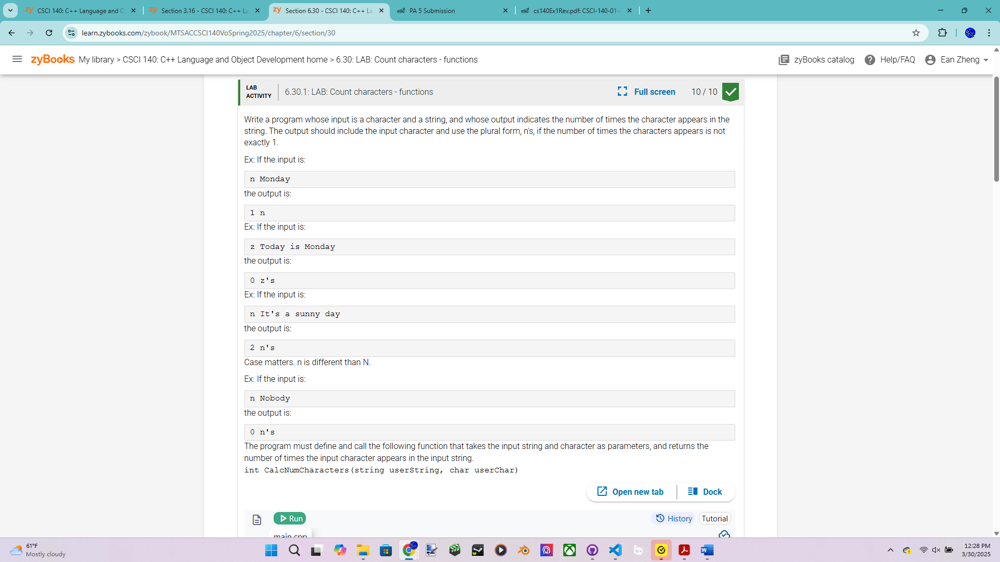 CSCI 140: C++ Language and O
Section 3.16 - CSCI 140: C++ La
Section 6.30 - CSCI 140: C++ La
PA 5 Submission
cs140Ex1Rev.pdf: CSCI-140-01-
learn.zybooks.com/zybook/MTSACCSCI140VoSpring2025/chapter/6/section/30
zyBooks My library > CSCI 140: C++ Language and Object Development home > 6.30: LAB: Count characters - functions
zyBooks catalog
Help/FAQ
Ean Zheng
LAB
ACTIVITY
6.30.1: LAB: Count characters - functions
Full screen
10 / 10
Write a program whose input is a character and a string, and whose output indicates the number of times the character appears in the
string. The output should include the input character and use the plural form, n's, if the number of times the characters appears is not
exactly 1.
Ex: If the input is:
n Monday
the output is:
1 n
Ex: If the input is:
z Today is Monday
the output is:
0 z's
Ex: If the input is:
n It's a sunny day
the output is:
2 n's
Case matters. n is different than N.
Ex: If the input is:
n Nobody
the output is:
0 n's
The program must define and call the following function that takes the input string and character as parameters, and returns the
number of times the input character appears in the input string.
int CalcNumCharacters(string userString, char userChar)
Open new tab
Dock
Run
History
Tutorial
main.cpp
61°F
Mostly cloudy
12:28 PM
3/30/2025